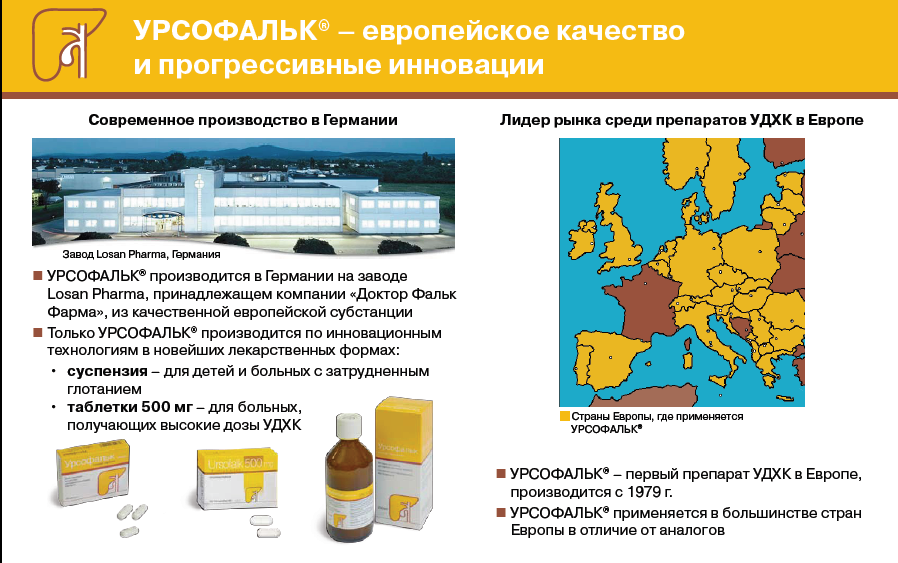 УРСОФАЛЬК® – европейское качество
и прогрессивные инновации
Современное производство в Германии
Завод Losan Pharma, Германия
УРСОФАЛЬК® производится в Германии на заводе
Losan Pharma, принадлежащем компании «Доктор Фальк
Фарма», из качественной европейской субстанции
Только УРСОФАЛЬК® производится по инновационным
технологиям в новейших лекарственных формах:
• суспензия – для детей и больных с затрудненным
глотанием
• таблетки 500 мг – для больных,
получающих высокие дозы УДХК
Урсофальк
Ursofalk 500
Лидер рынка среди препаратов УДХК в Европе
Страны Европы, где применяется
УРСОФАЛЬК®
УРСОФАЛЬК® – первый препарат УДХК в Европе,
производится с 1979 г.
УРСОФАЛЬК® применяется в большинстве стран
Европы в отличие от аналогов